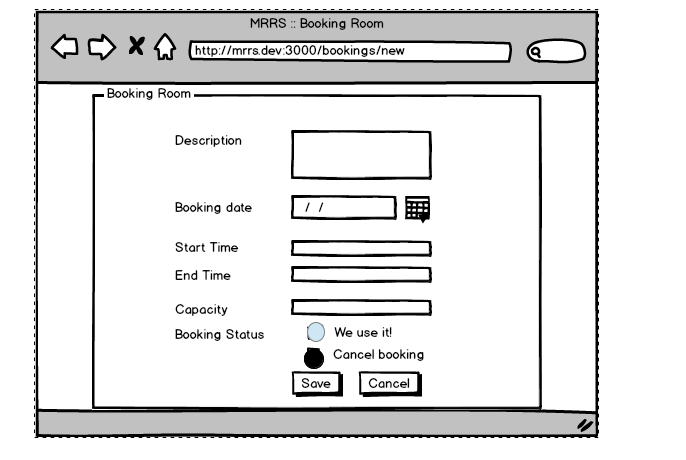 MRRS :: Booking Room
http://mrrs.dev:3000/bookings/new
Booking Room
Description
Booking date
/ /
Start Time
End Time
Capacity
Booking Status
We use it!
Cancel booking
Save
Cancel